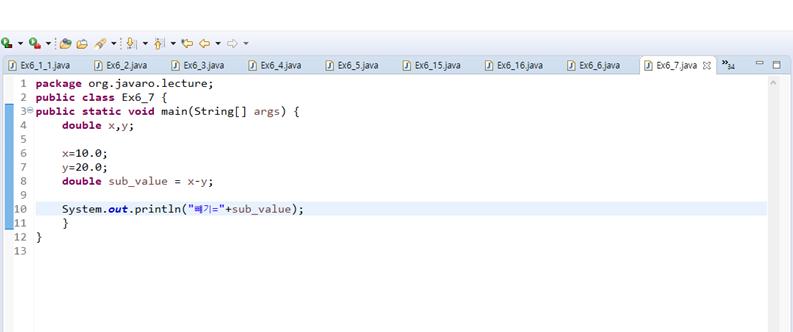 Ex6_1_1.java Ex6_2.java Ex6_3.java Ex6_4.java Ex6_5.java Ex6_15.java Ex6_16.java Ex6_6.java Ex6_7.java »34
1 package org.javaro.lecture;
2 public class Ex6_7 {
3 public static void main(String[] args) {
4 double x,y;
5
6 x=10.0;
7 y=20.0;
8 double sub_value = x-y;
9
10 System.out.println("빼기="+sub_value);
11 }
12 }
13